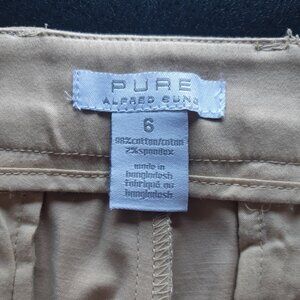 PURE
ALFRED SUNG
6
98%cotton/coton
2%spandex
made in
bangladesh
fabriqué au
bangladesh